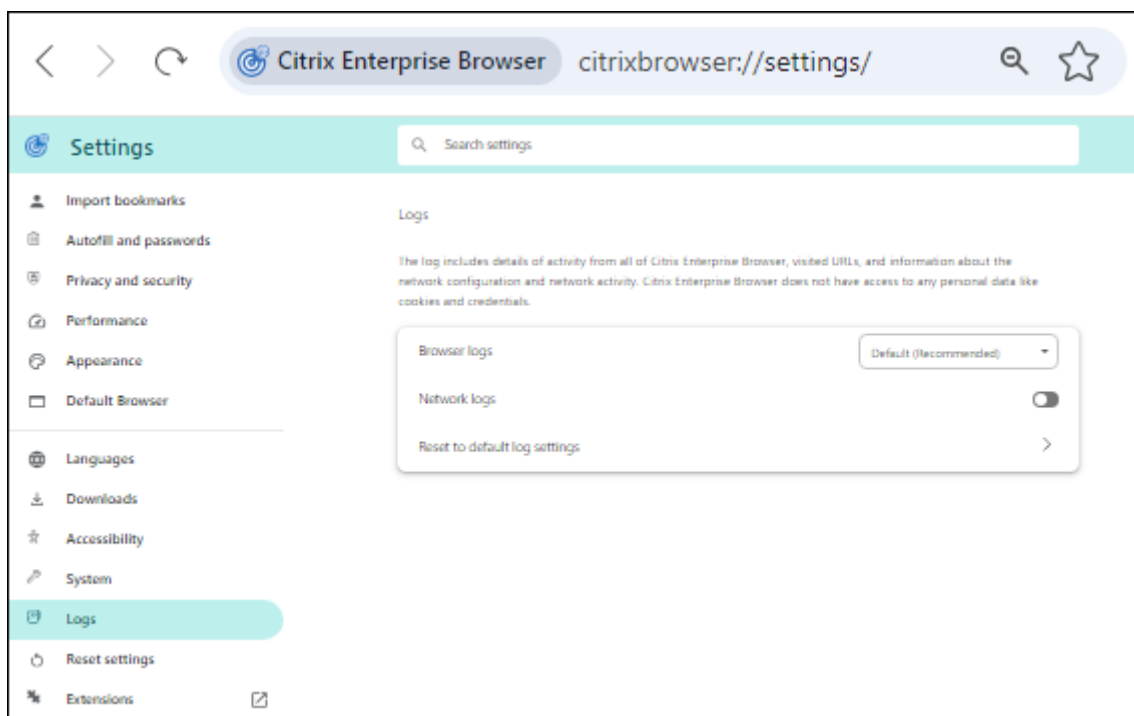 Citrix Enterprise Browser citrixbrowser://settings/
Settings
Search settings
Import bookmarks
Autofill and passwords
Privacy and security
Performance
Appearance
Default Browser
Languages
Downloads
Accessibility
System
Logs
Reset settings
Extensions
Logs
The log includes details of activity from all of Citrix Enterprise Browser, visited URLs, and information about the
network configuration and network activity. Citrix Enterprise Browser does not have access to any personal data like
cookies and credentials.
Browser logs Default (Recommended)
Network logs
Reset to default log settings